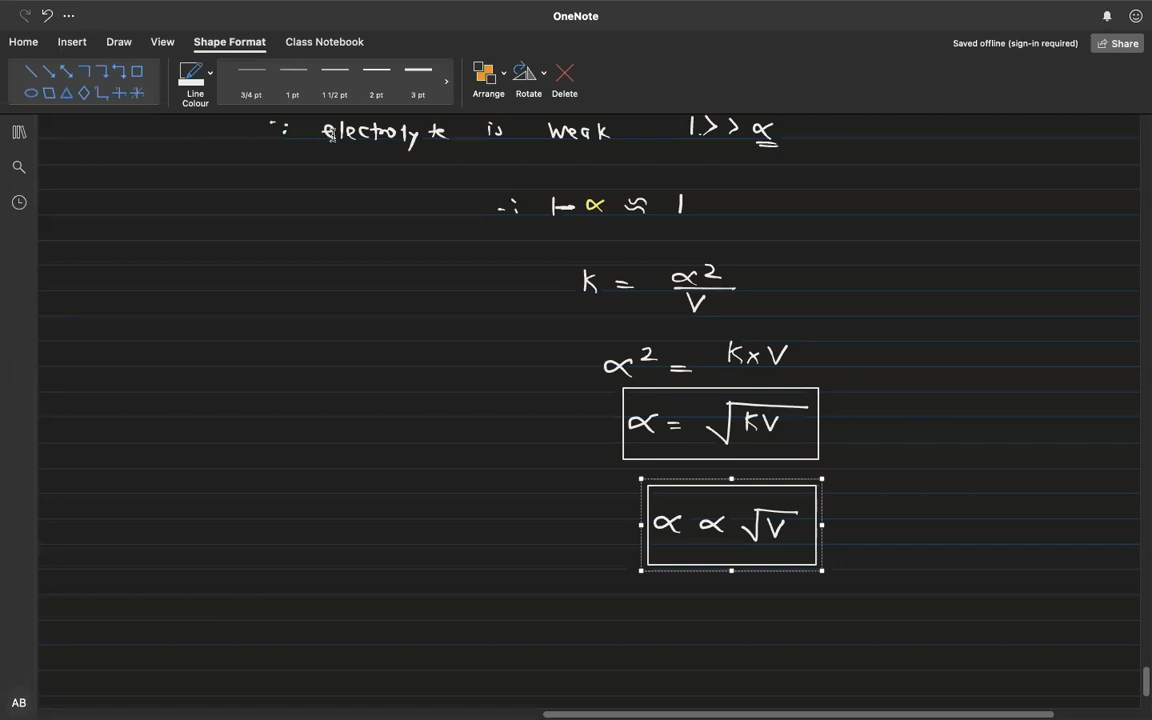 OneNote
Home Insert Draw View Shape Format Class Notebook
Saved offline (sign-in required)
Share
Line Colour
3/4 pt 1 pt 1 1/2 pt 2 pt 3 pt
Arrange Rotate Delete
∵ electrolyte is weak 1 >> α
∴ 1-α ≈ 1
K = α²/V
α² = K×V
α = √KV
α ∝ √V
AB